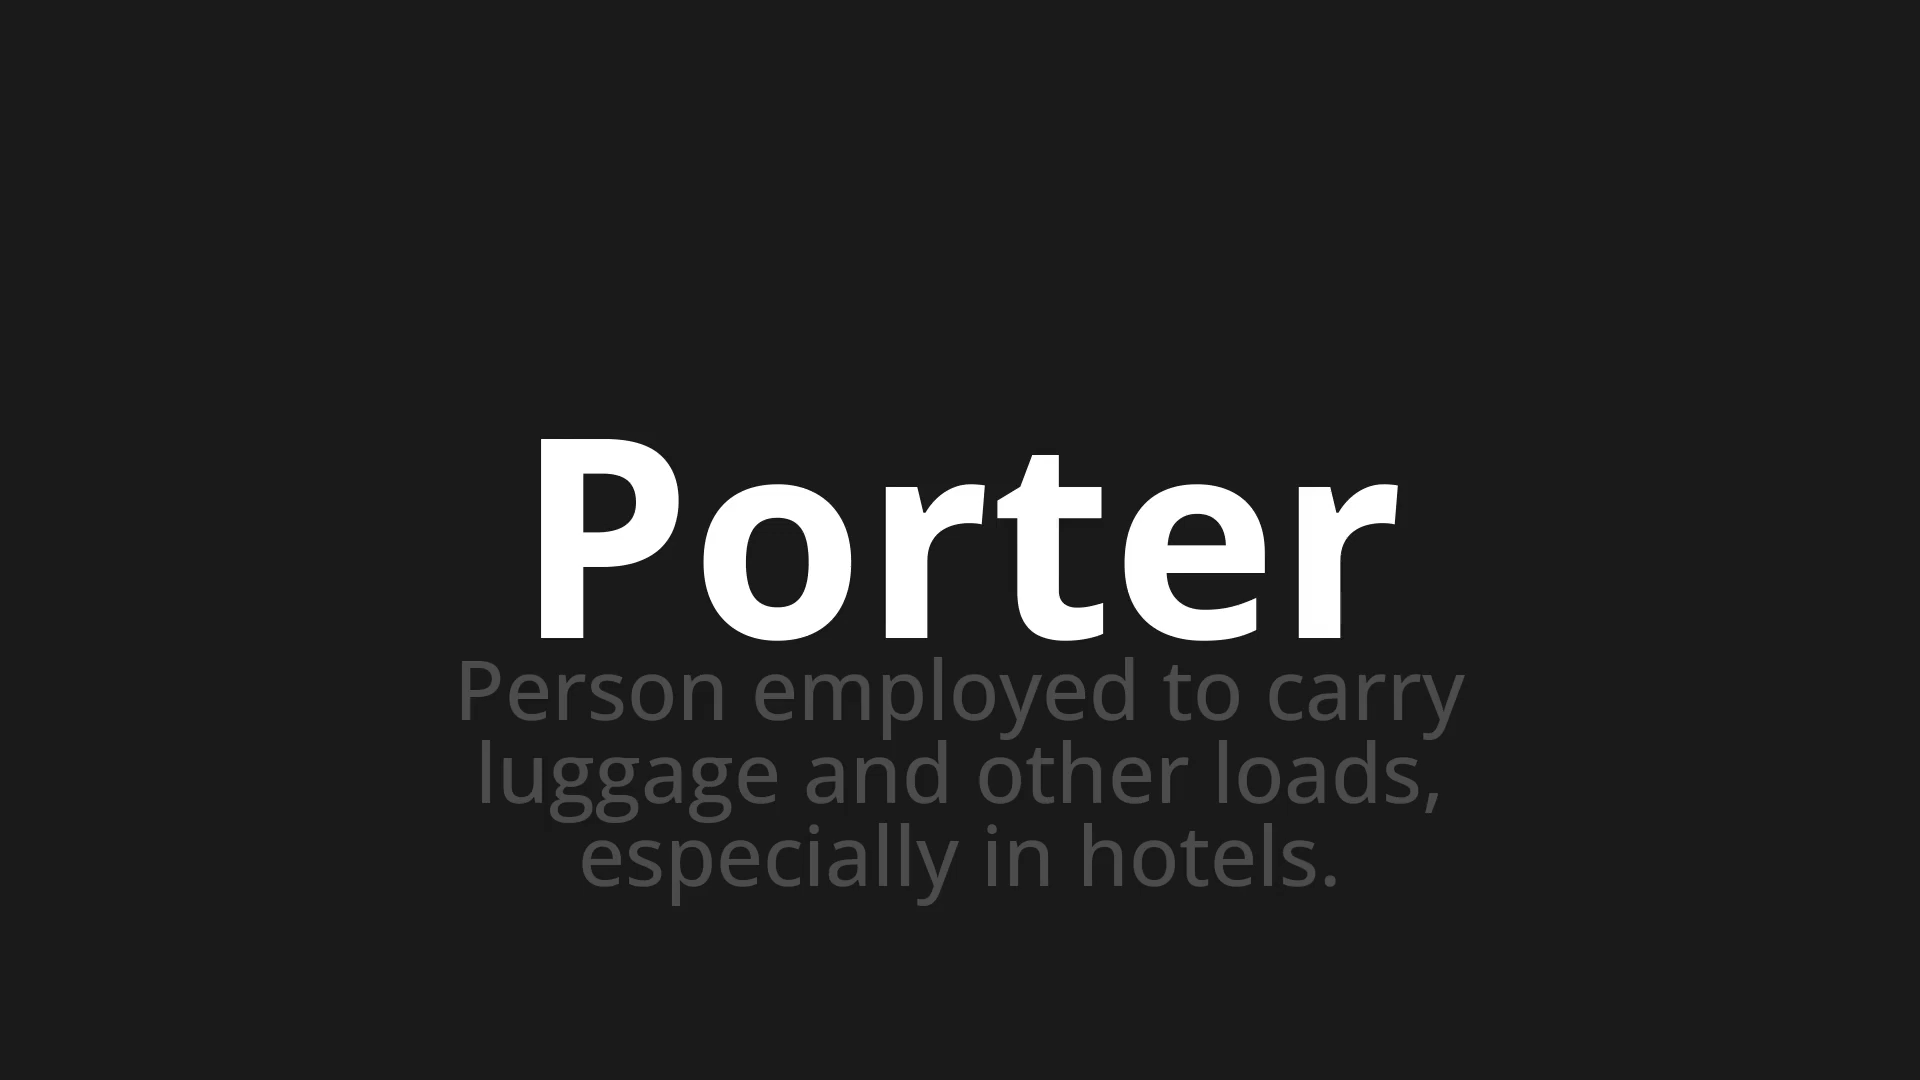 Porter
Person employed to carry
luggage and other loads,
especially in hotels.